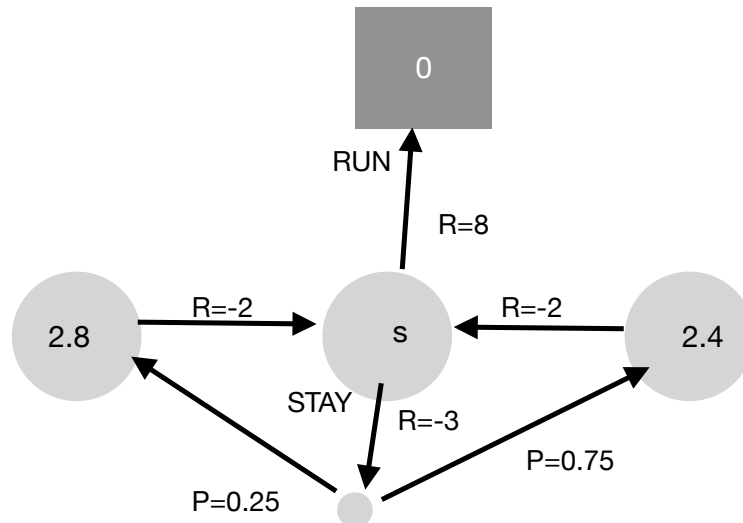 0
RUN
R=8
R=-2
R=-2
2.8
s
2.4
STAY
R=-3
P=0.75
P=0.25